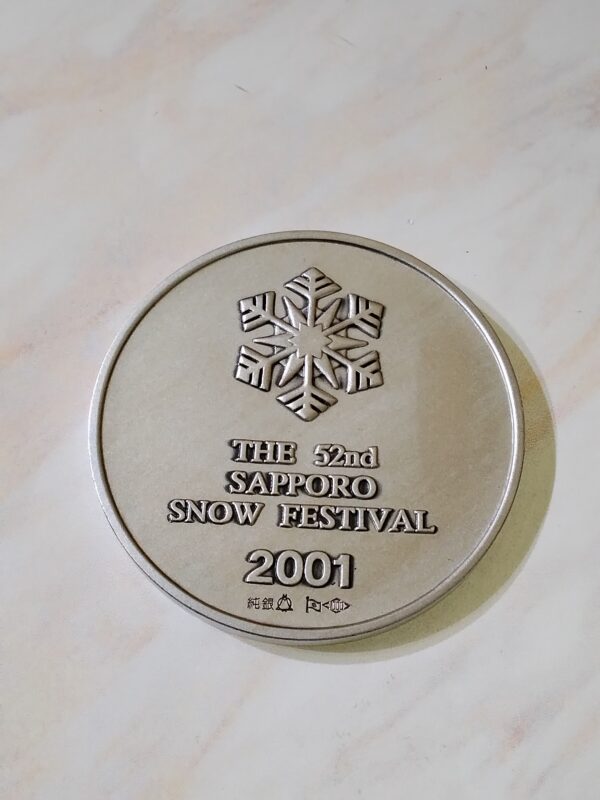 THE 52nd
SAPPORO
SNOW FESTIVAL
2001
純銀